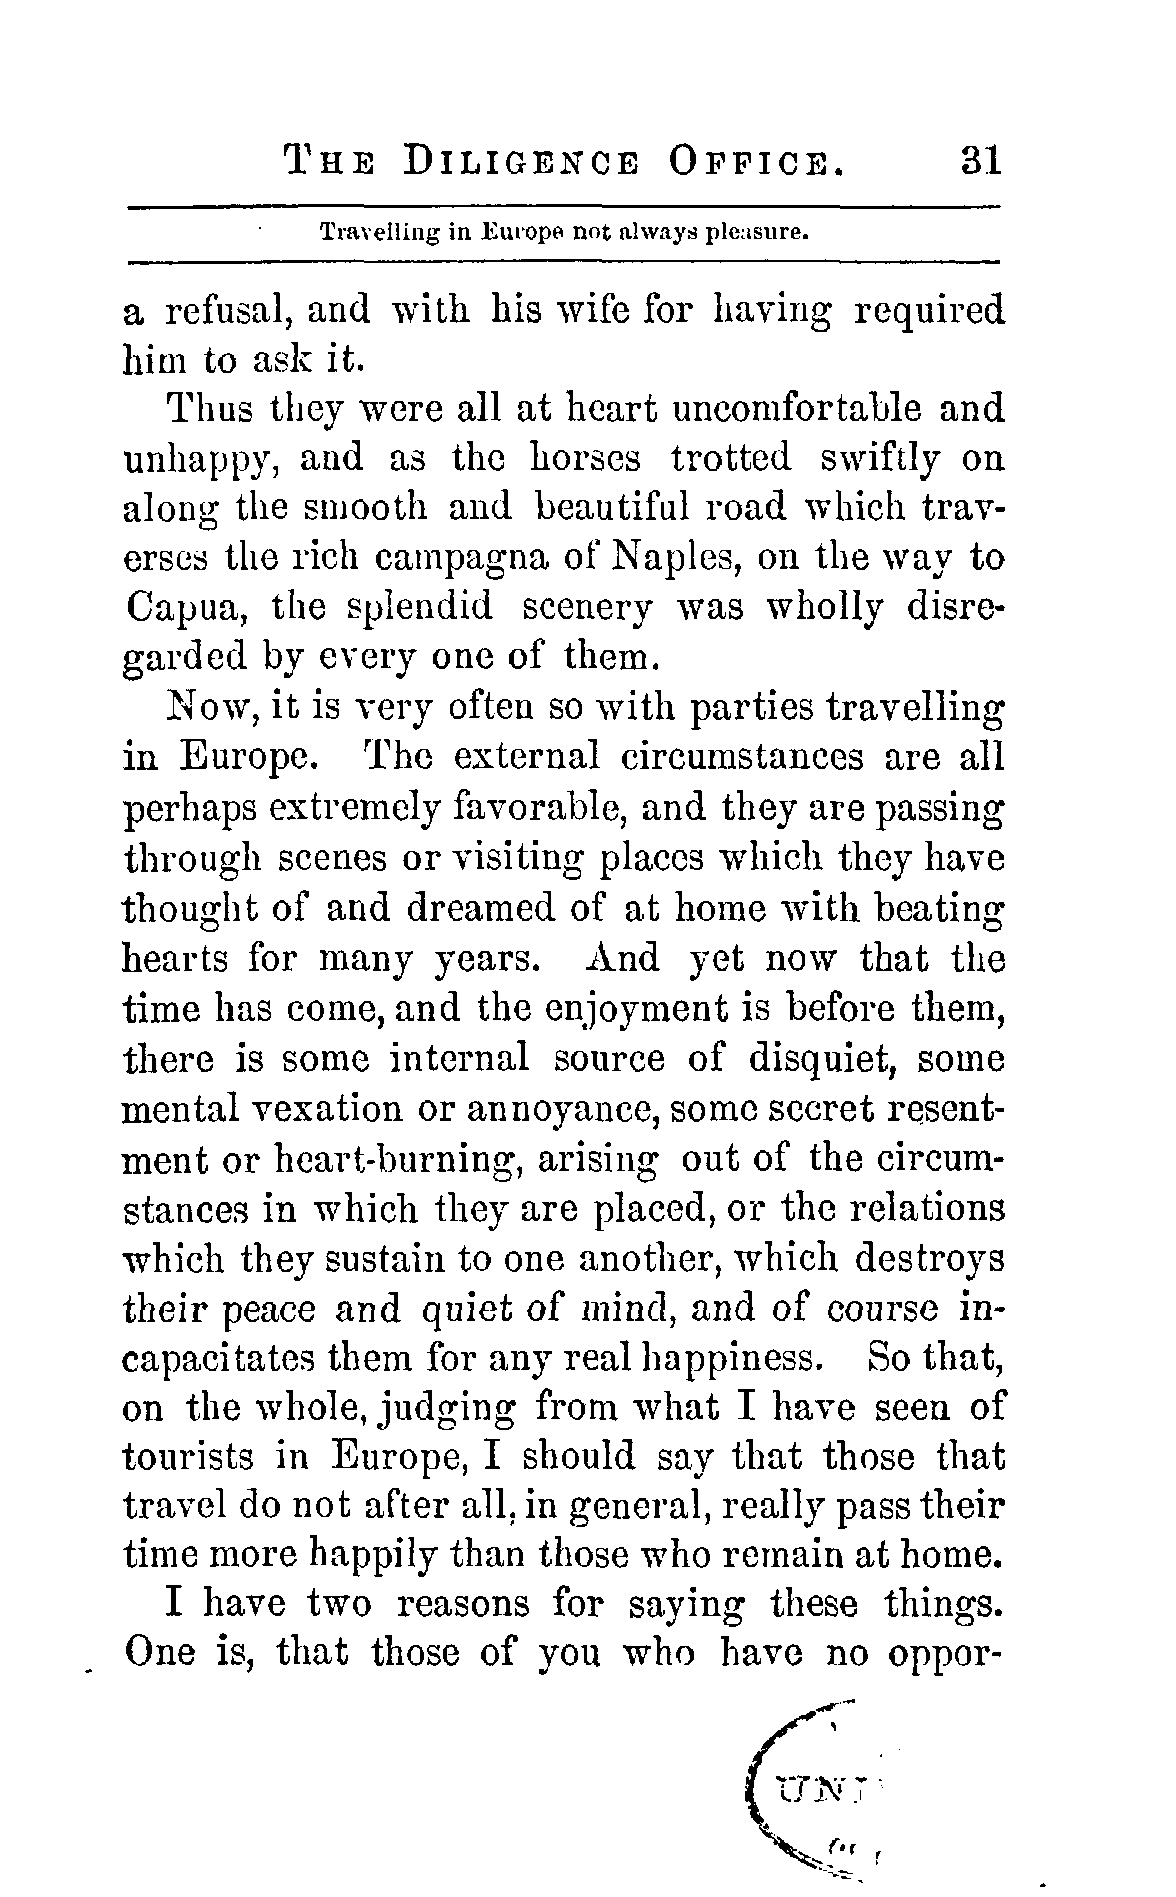 THE DILIGENCE OFFICE. 31
Travelling in Europe not always pleasure.
a refusal, and with his wife for having required
him to ask it.
Thus they were all at heart uncomfortable and
unhappy, and as the horses trotted swiftly on
along the smooth and beautiful road which trav-
erses the rich campagna of Naples, on the way to
Capua, the splendid scenery was wholly disre-
garded by every one of them.
Now, it is very often so with parties travelling
in Europe. The external circumstances are all
perhaps extremely favorable, and they are passing
through scenes or visiting places which they have
thought of and dreamed of at home with beating
hearts for many years. And yet now that the
time has come, and the enjoyment is before them,
there is some internal source of disquiet, some
mental vexation or annoyance, some secret resent-
ment or heart-burning, arising out of the circum-
stances in which they are placed, or the relations
which they sustain to one another, which destroys
their peace and quiet of mind, and of course in-
capacitates them for any real happiness. So that,
on the whole, judging from what I have seen of
tourists in Europe, I should say that those that
travel do not after all, in general, really pass their
time more happily than those who remain at home.
I have two reasons for saying these things.
One is, that those of you who have no oppor-
UNI